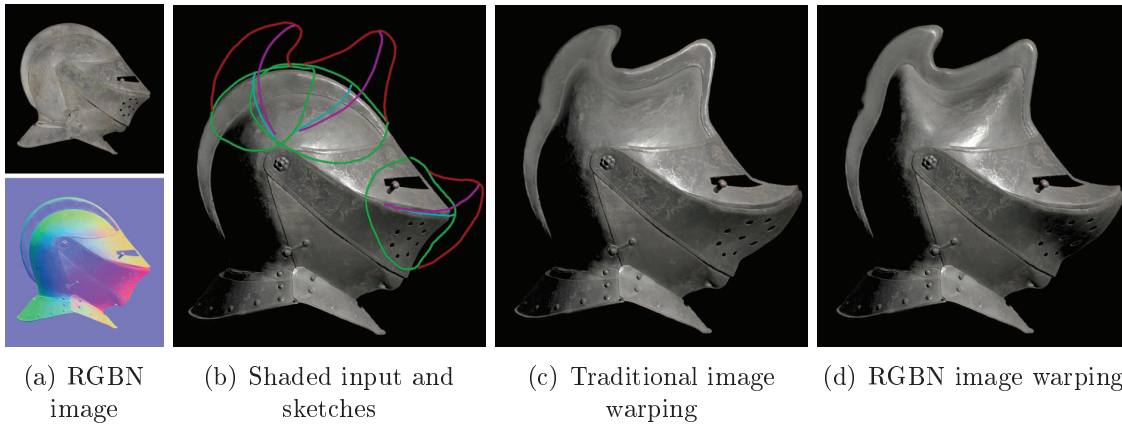 (a) RGBN
image
(b) Shaded input and
sketches
(c) Traditional image
warping
(d) RGBN image warping